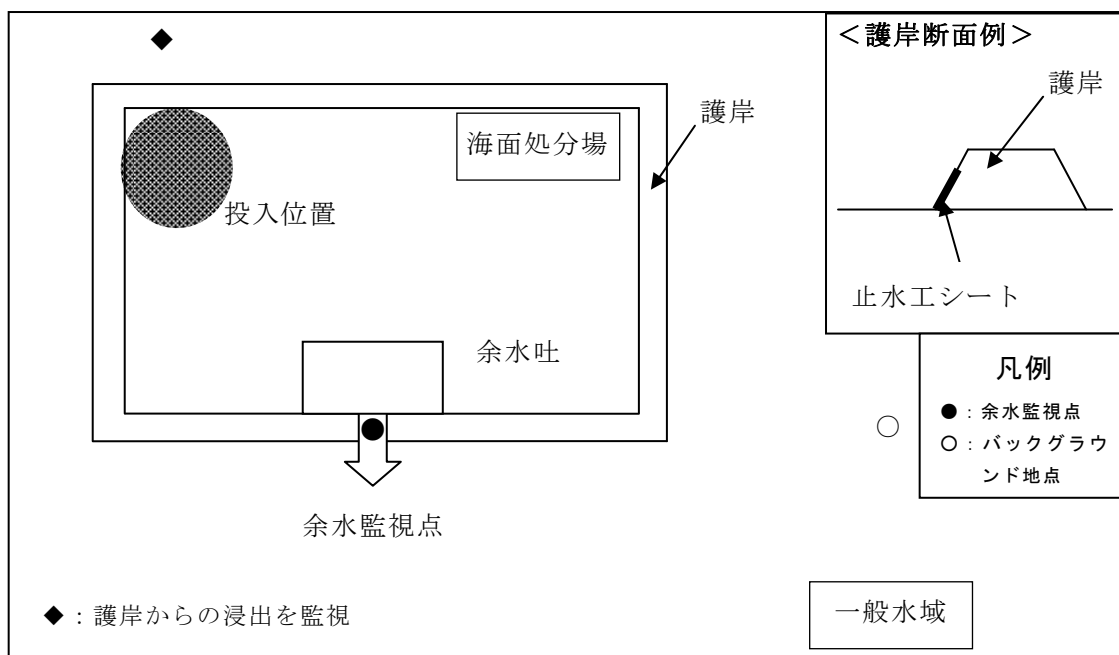 ◆
＜護岸断面例＞
護岸
護岸
海面処分場
投入位置
止水工シート
余水吐
凡例
●：余水監視点
○：バックグラウ
ンド地点
余水監視点
◆：護岸からの浸出を監視
一般水域